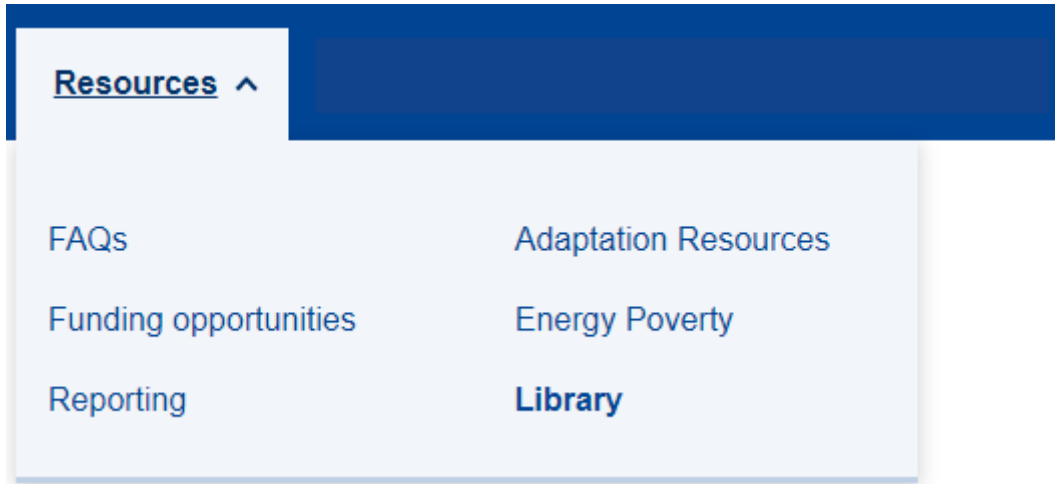 Resources
FAQs
Adaptation Resources
Funding opportunities
Energy Poverty
Reporting
Library